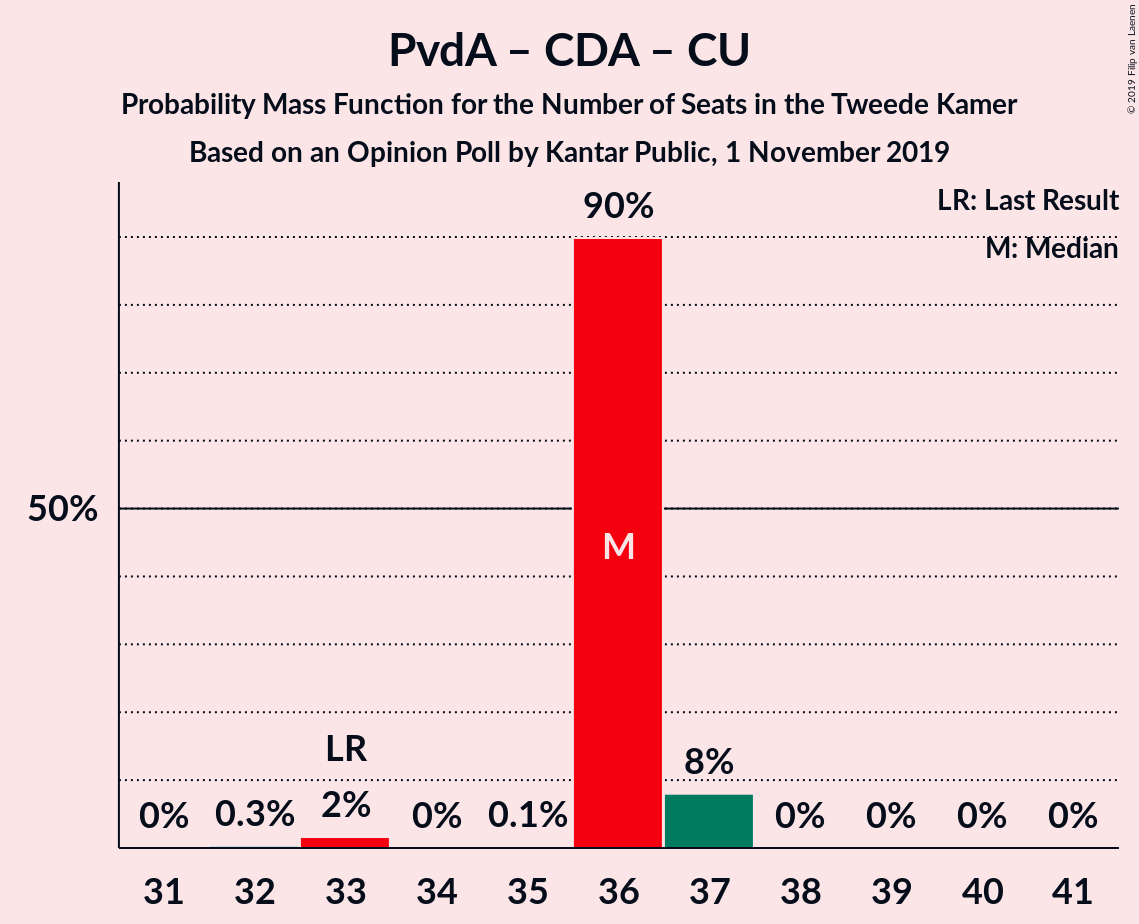 PvdA – CDA – CU
Probability Mass Function for the Number of Seats in the Tweede Kamer
Based on an Opinion Poll by Kantar Public, 1 November 2019
© 2019 Filip van Laenen
LR: Last Result
M: Median
90%
50%
M
LR
8%
0% 0.3% 2% 0% 0.1% 0% 0% 0% 0%
31 32 33 34 35 36 37 38 39 40 41